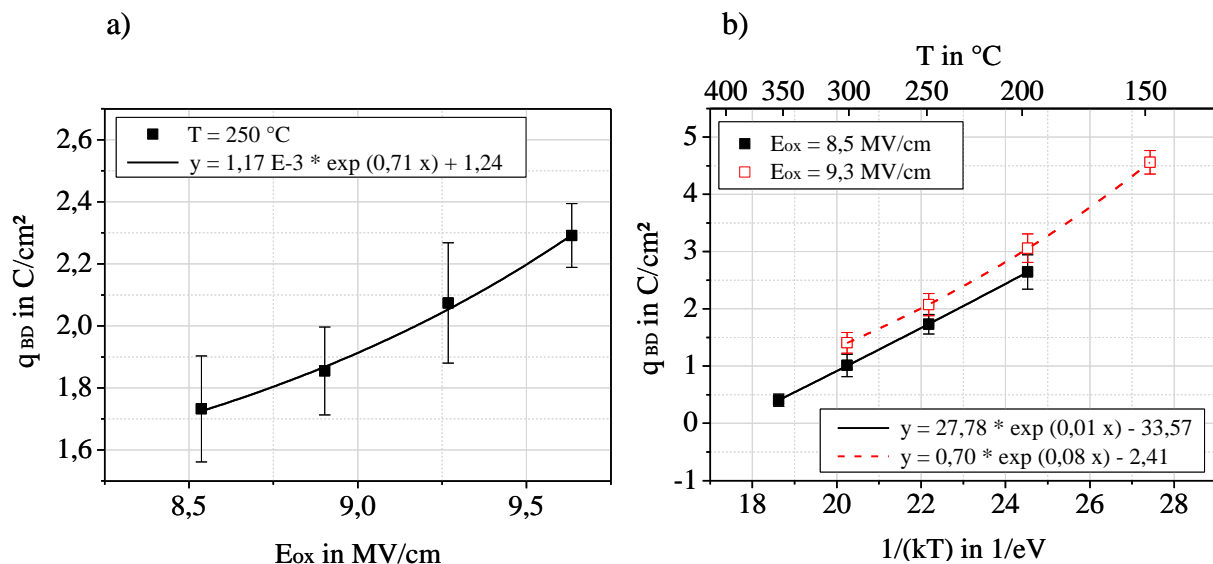 a)
2,6
2,4
2,2
2,0
1,8
1,6
8,5
9,0
9,5
q BD in C/cm²
Eox in MV/cm
T = 250 °C
y = 1,17 E-3 * exp (0,71 x) + 1,24
b)
T in °C
400 350 300 250 200 150
5
4
3
2
1
0
-1
18 20 22 24 26 28
q BD in C/cm²
1/(kT) in 1/eV
Eox = 8,5 MV/cm
Eox = 9,3 MV/cm
y = 27,78 * exp (0,01 x) - 33,57
y = 0,70 * exp (0,08 x) - 2,41